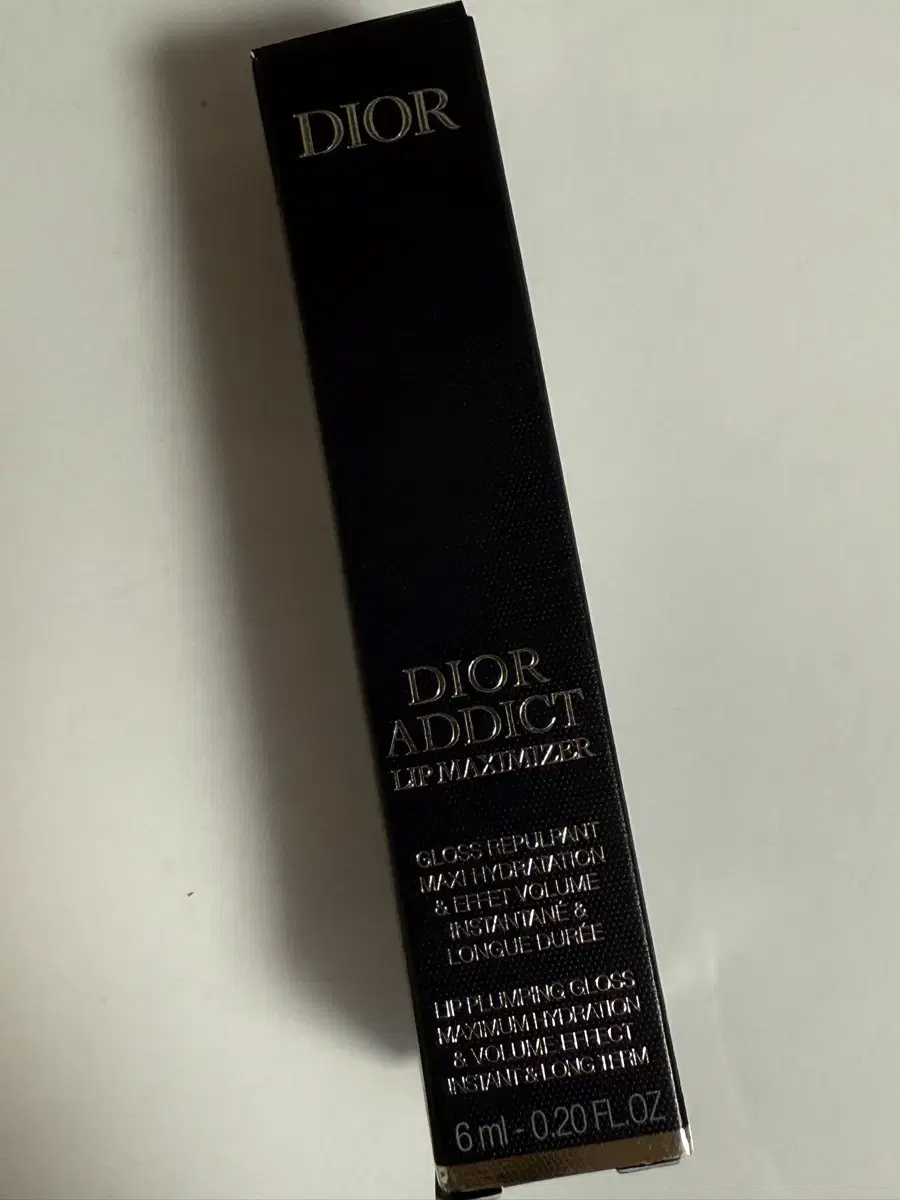 DIOR
DIOR
ADDICT
LIP MAXIMIZER
GLOSS REPULPANT
MAXI HYDRATATION
& EFFET VOLUME
INSTANTANÉ &
LONGUE DURÉE
LIP PLUMPING GLOSS
MAXIMUM HYDRATION
& VOLUME EFFECT
INSTANT & LONG TERM
6 ml - 0.20 FL.OZ